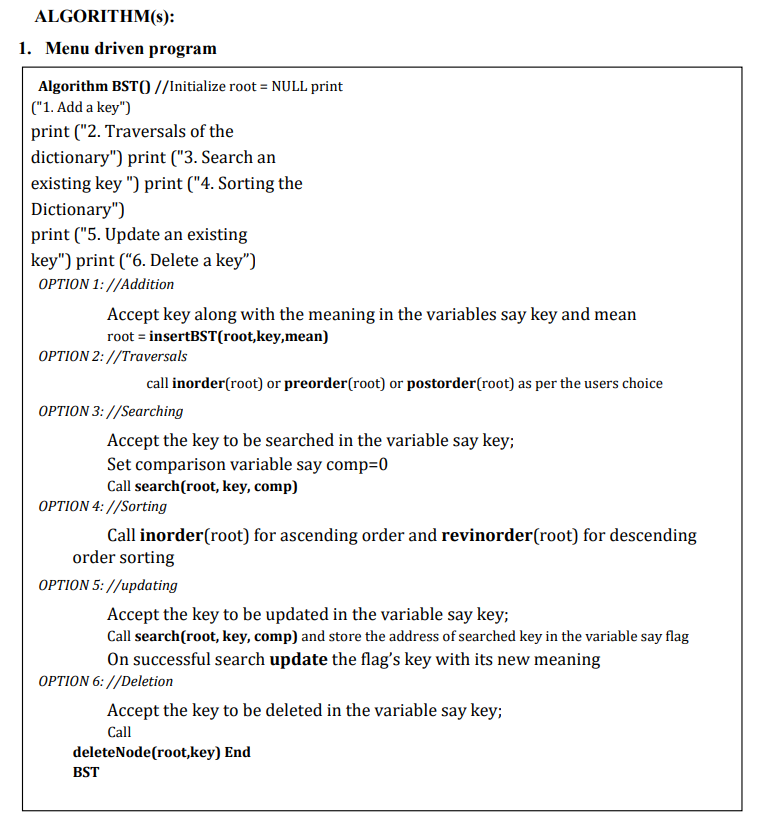 ALGORITHM(s):
1. Menu driven program
Algorithm BST() //Initialize root = NULL print
("1. Add a key")
print ("2. Traversals of the
dictionary") print ("3. Search an
existing key ") print ("4. Sorting the
Dictionary")
print ("5. Update an existing
key") print (“6. Delete a key”)
OPTION 1: //Addition
Accept key along with the meaning in the variables say key and mean
root = insertBST(root,key,mean)
OPTION 2: //Traversals
call inorder(root) or preorder(root) or postorder(root) as per the users choice
OPTION 3: //Searching
Accept the key to be searched in the variable say key;
Set comparison variable say comp=0
Call search(root, key, comp)
OPTION 4: //Sorting
Call inorder(root) for ascending order and revinorder(root) for descending
order sorting
OPTION 5: //updating
Accept the key to be updated in the variable say key;
Call search(root, key, comp) and store the address of searched key in the variable say flag
On successful search update the flag’s key with its new meaning
OPTION 6: //Deletion
Accept the key to be deleted in the variable say key;
Call
deleteNode(root,key) End
BST